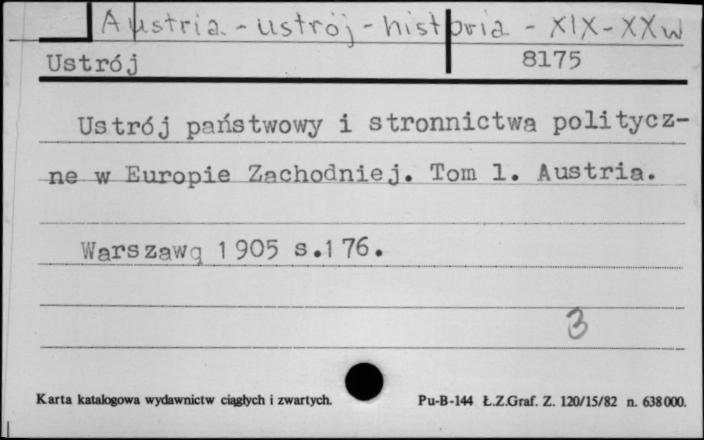 Austria - ustrój - historia - XIX-XXw
Ustrój 8175
Ustrój państwowy i stronnictwa politycz-
ne w Europie Zachodniej. Tom 1. Austria.
Warszawą 1905 s.176.
3
Karta katalogowa wydawnictw ciągłych i zwartych. Pu-B-144 Ł.Z.Graf. Z. 120/15/82 n. 638000.